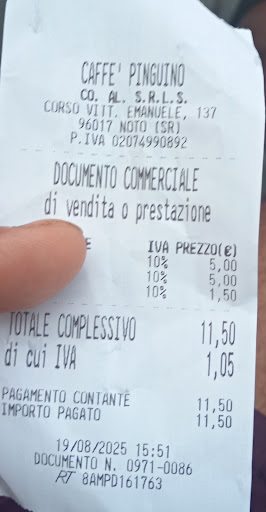 CAFFE' PINGUINO
CO. AL. S.R.L.S.
CORSO VITT. EMANUELE, 137
96017 NOTO (SR)
P.IVA 02074990892
DOCUMENTO COMMERCIALE
di vendita o prestazione
IVA PREZZO(€)
10% 5,00
10% 5,00
10% 1,50
TOTALE COMPLESSIVO 11,50
di cui IVA 1,05
PAGAMENTO CONTANTE 11,50
IMPORTO PAGATO 11,50
19/08/2025 15:51
DOCUMENTO N. 0971-0086
RT 8AMPD161763